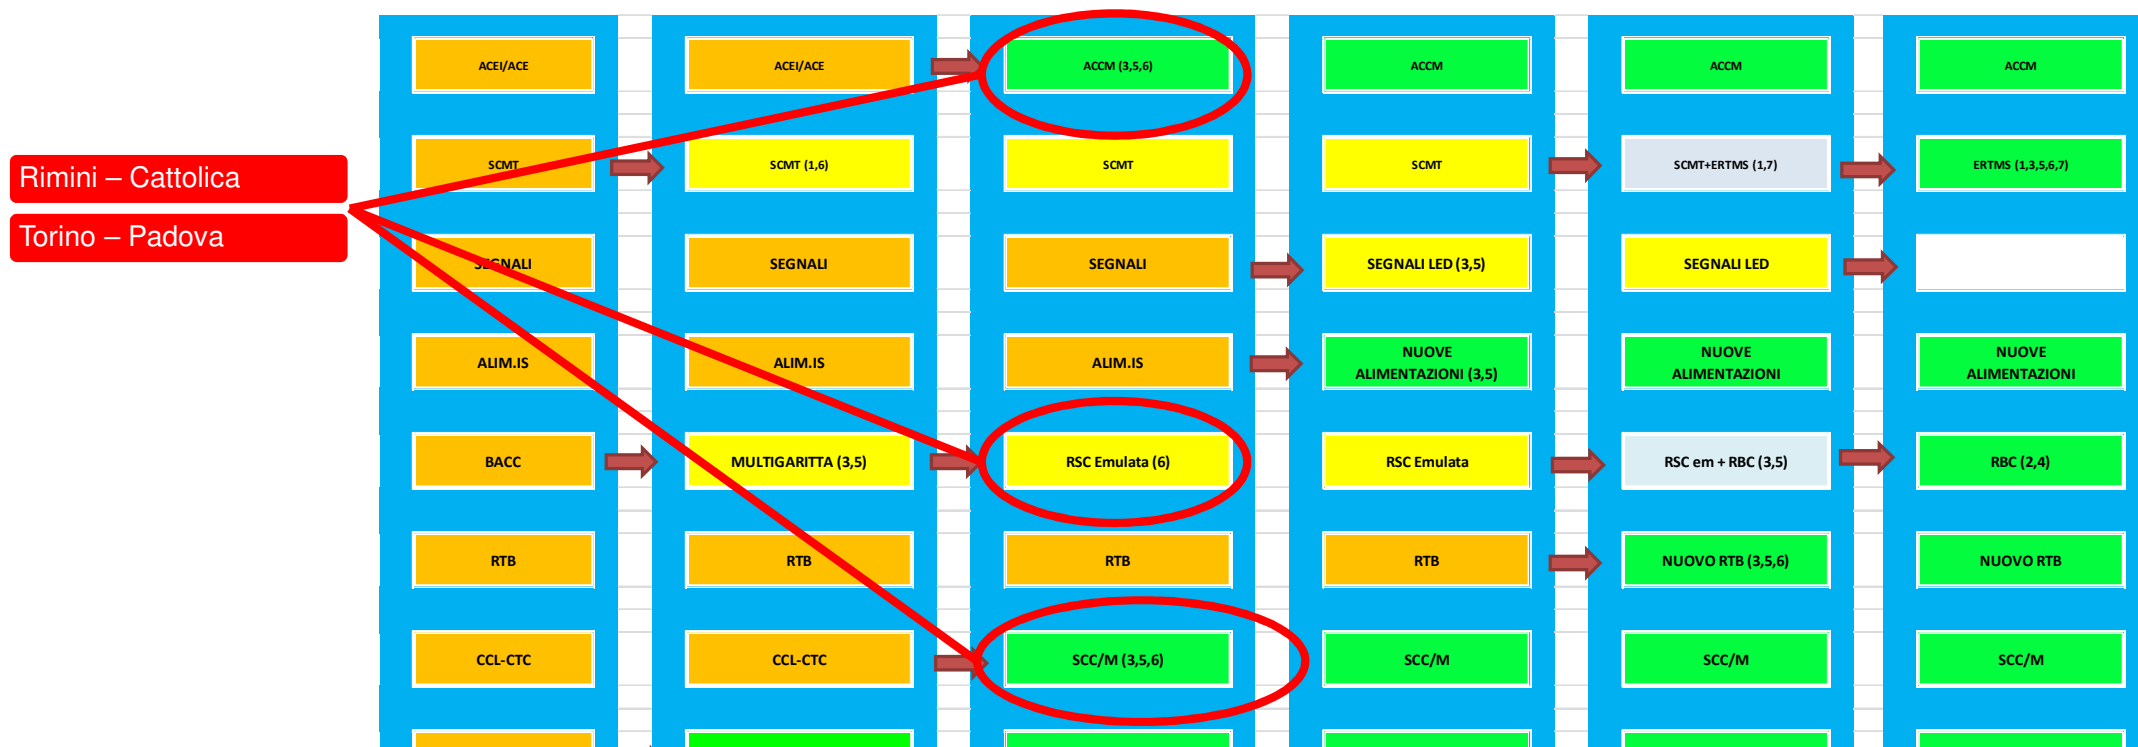 ACEI/ACE
ACEI/ACE
ACCM (3,5,6)
ACCM
ACCM
ACCM
Rimini – Cattolica
SCMT
SCMT (1,6)
SCMT
SCMT
SCMT+ERTMS (1,7)
ERTMS (1,3,5,6,7)
Torino – Padova
SEGNALI
SEGNALI
SEGNALI
SEGNALI LED (3,5)
SEGNALI LED
ALIM.IS
ALIM.IS
ALIM.IS
NUOVE
ALIMENTAZIONI (3,5)
NUOVE
ALIMENTAZIONI
NUOVE
ALIMENTAZIONI
BACC
MULTIGARITTA (3,5)
RSC Emulata (6)
RSC Emulata
RSC em + RBC (3,5)
RBC (2,4)
RTB
RTB
RTB
RTB
NUOVO RTB (3,5,6)
NUOVO RTB
CCL-CTC
CCL-CTC
SCC/M (3,5,6)
SCC/M
SCC/M
SCC/M